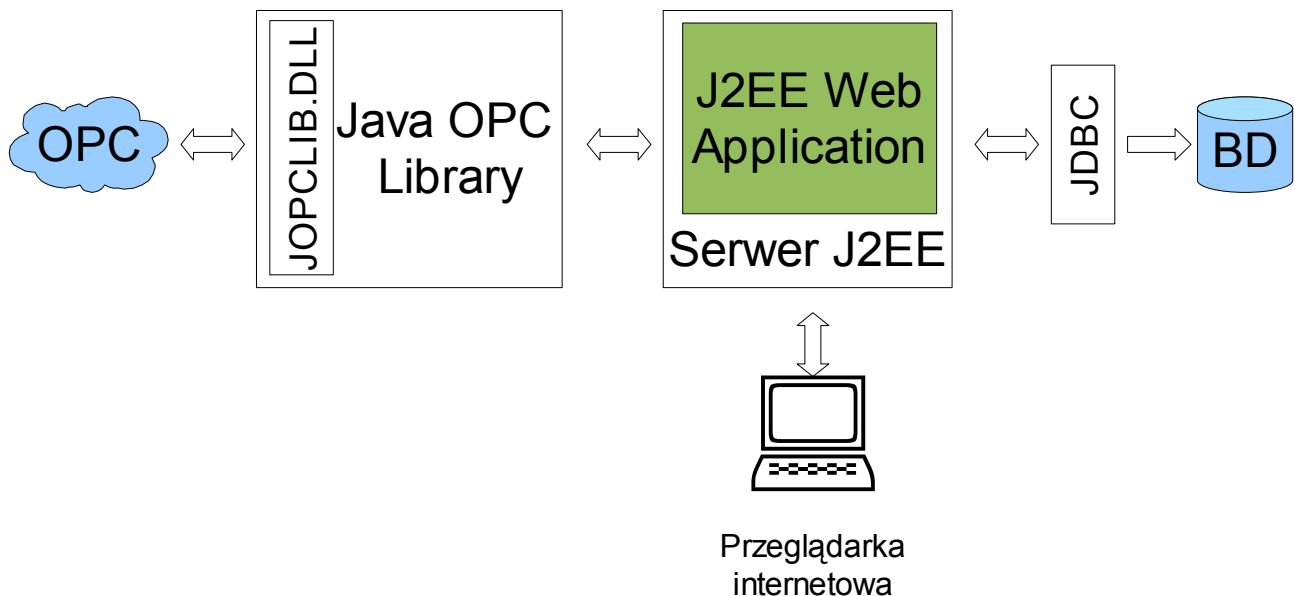 OPC
JOPCLIB.DLL
Java OPC
Library
J2EE Web
Application
Serwer J2EE
JDBC
BD
Przeglądarka
internetowa